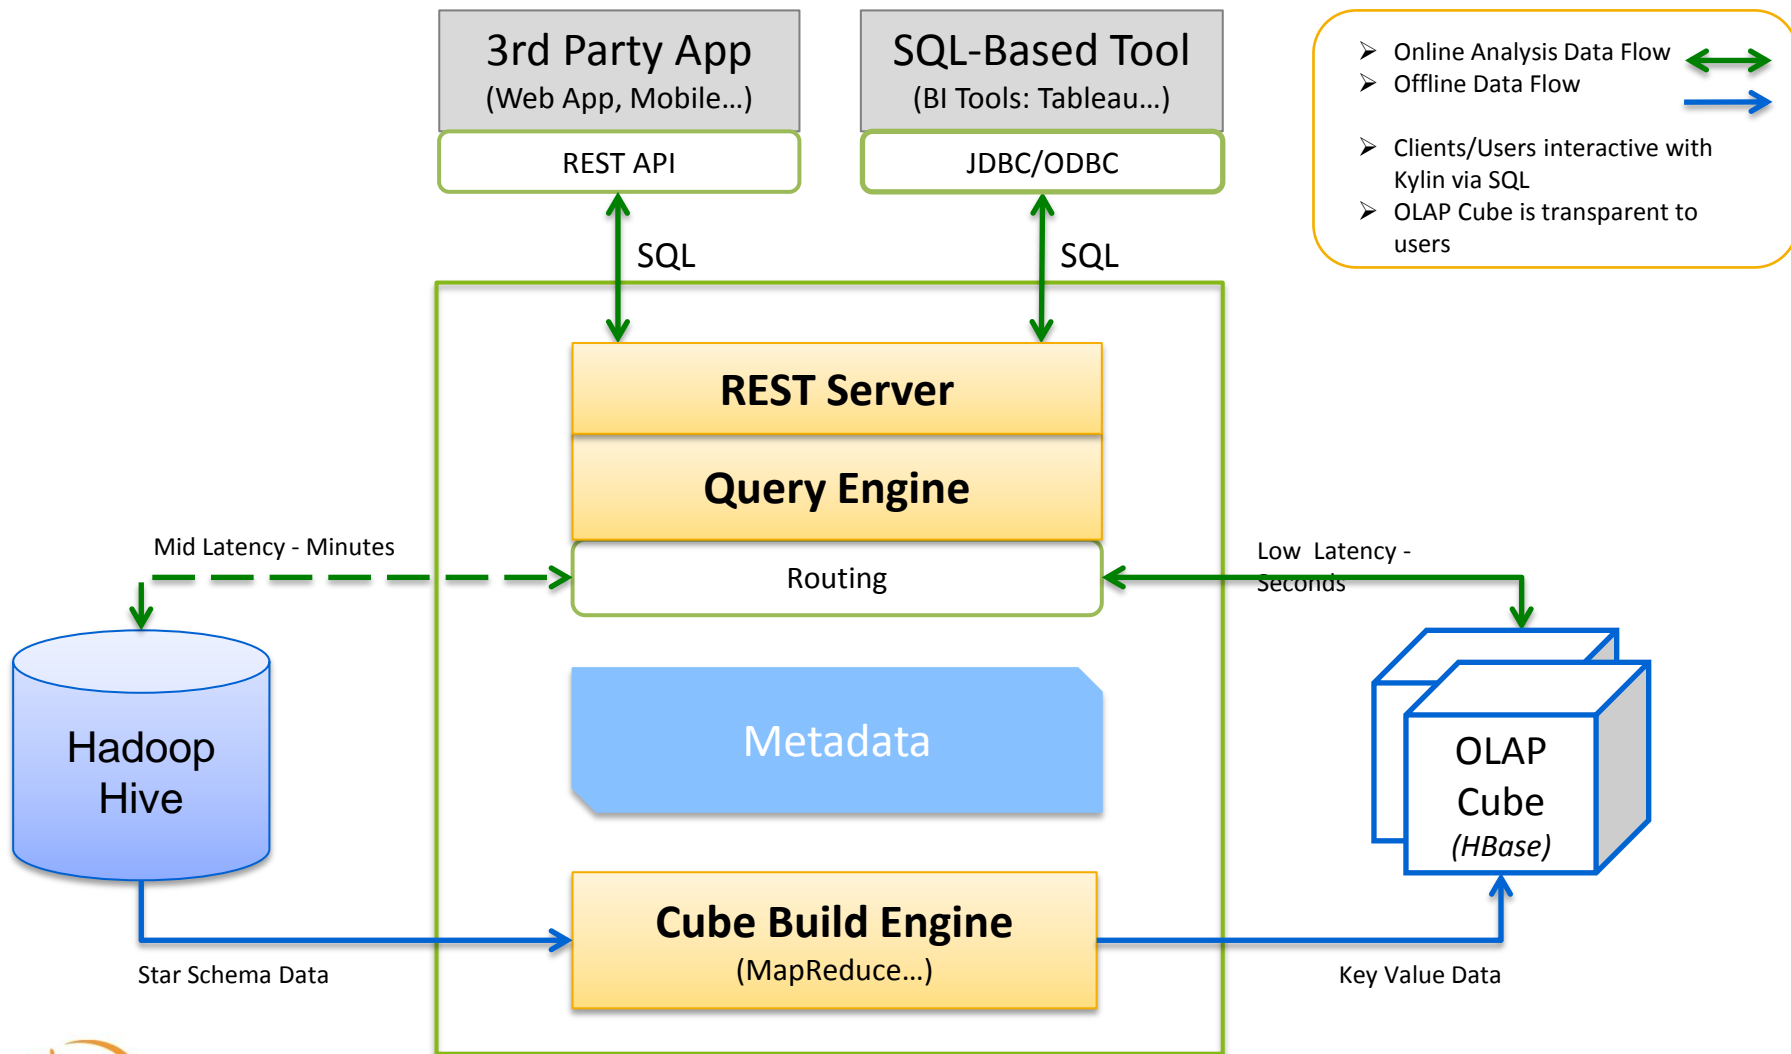 3rd Party App
(Web App, Mobile…)
REST API
SQL-Based Tool
(BI Tools: Tableau…)
JDBC/ODBC
➢ Online Analysis Data Flow
➢ Offline Data Flow
➢ Clients/Users interactive with
Kylin via SQL
➢ OLAP Cube is transparent to
users
SQL
SQL
REST Server
Query Engine
Routing
Mid Latency - Minutes
Low Latency -
Seconds
Hadoop
Hive
Metadata
OLAP
Cube
(HBase)
Cube Build Engine
(MapReduce…)
Star Schema Data
Key Value Data